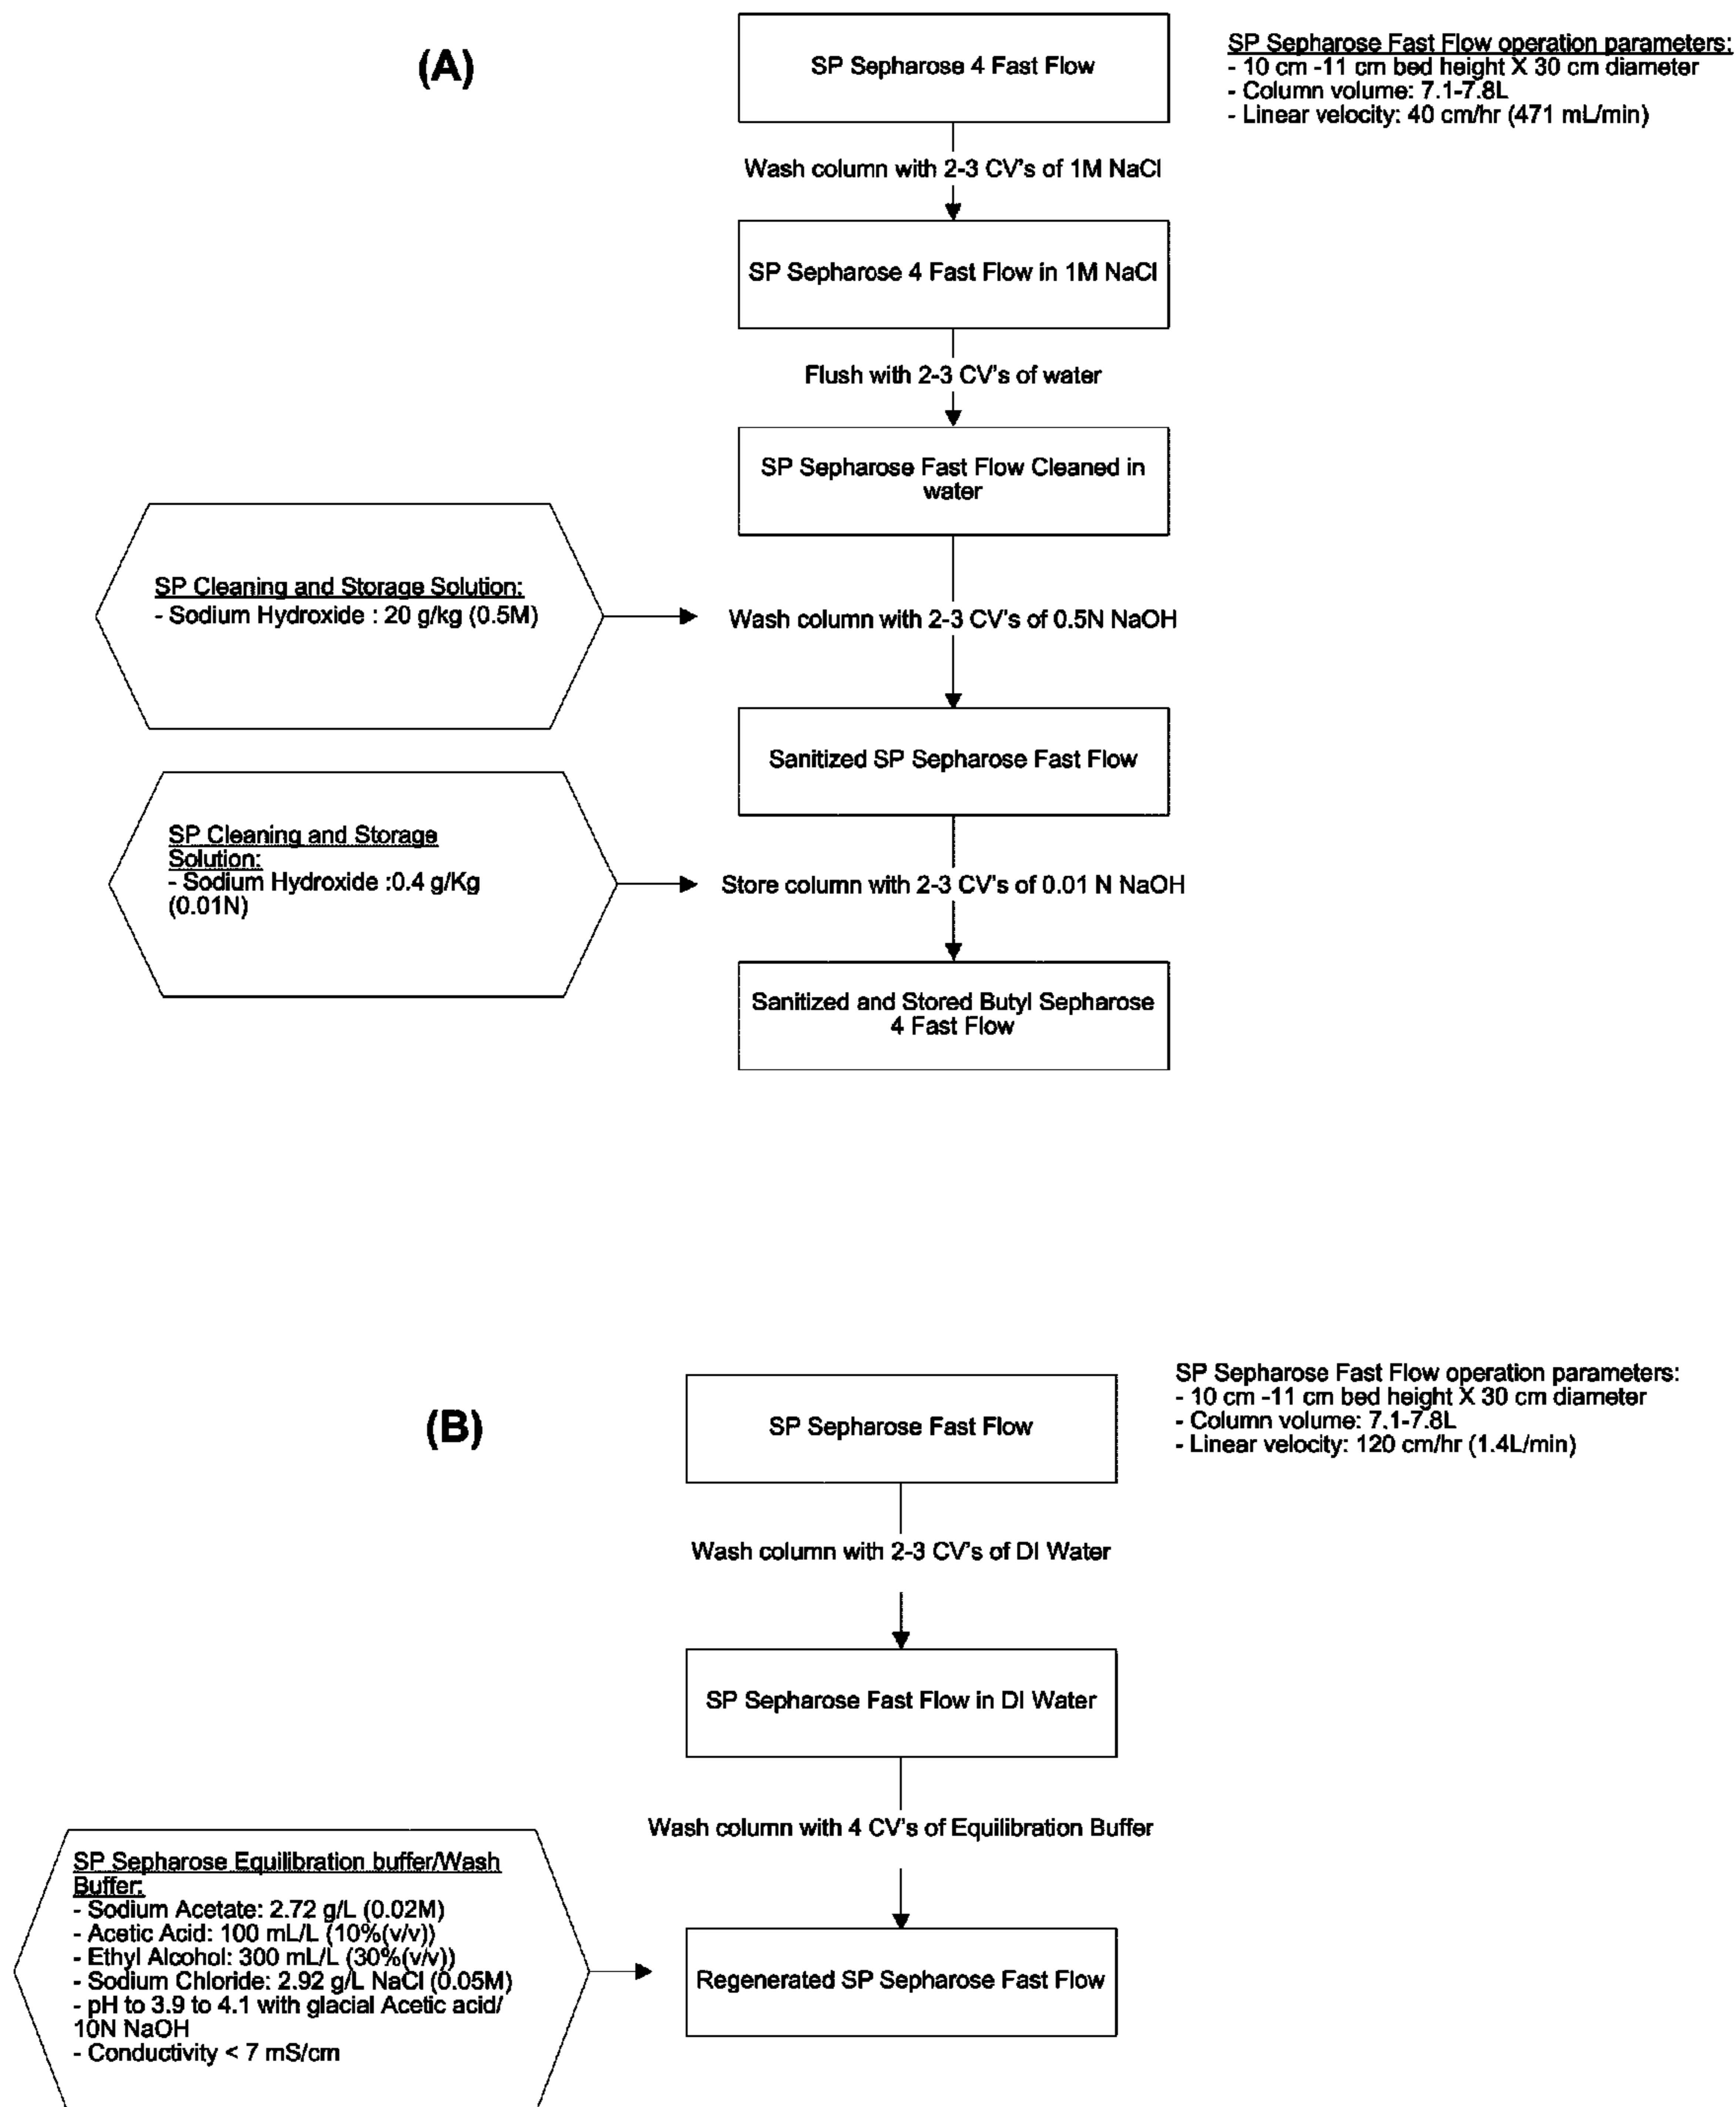 (A)
SP Sepharose 4 Fast Flow
SP Sepharose Fast Flow operation parameters:
- 10 cm -11 cm bed height X 30 cm diameter
- Column volume: 7.1-7.8L
- Linear velocity: 40 cm/hr (471 mL/min)
Wash column with 2-3 CV's of 1M NaCl
SP Sepharose 4 Fast Flow in 1M NaCl
Flush with 2-3 CV's of water
SP Sepharose Fast Flow Cleaned in
water
SP Cleaning and Storage Solution:
- Sodium Hydroxide : 20 g/kg (0.5M)
Wash column with 2-3 CV's of 0.5N NaOH
Sanitized SP Sepharose Fast Flow
SP Cleaning and Storage
Solution:
- Sodium Hydroxide :0.4 g/Kg
(0.01N)
Store column with 2-3 CV's of 0.01 N NaOH
Sanitized and Stored Butyl Sepharose
4 Fast Flow
(B)
SP Sepharose Fast Flow
SP Sepharose Fast Flow operation parameters:
- 10 cm -11 cm bed height X 30 cm diameter
- Column volume: 7.1-7.8L
- Linear velocity: 120 cm/hr (1.4L/min)
Wash column with 2-3 CV's of DI Water
SP Sepharose Fast Flow in DI Water
Wash column with 4 CV's of Equilibration Buffer
SP Sepharose Equilibration buffer/Wash
Buffer:
- Sodium Acetate: 2.72 g/L (0.02M)
- Acetic Acid: 100 mL/L (10%(v/v))
- Ethyl Alcohol: 300 mL/L (30%(v/v))
- Sodium Chloride: 2.92 g/L NaCl (0.05M)
- pH to 3.9 to 4.1 with glacial Acetic acid/
10N NaOH
- Conductivity < 7 mS/cm
Regenerated SP Sepharose Fast Flow